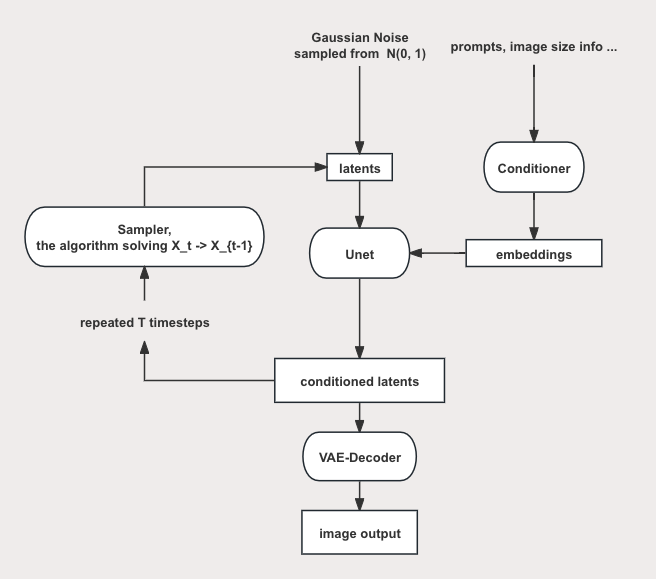 Gaussian Noise
sampled from  N(0, 1)
prompts, image size info ...
latents
Conditioner
Sampler,
the algorithm solving X_t -> X_{t-1}
Unet
embeddings
repeated T timesteps
conditioned latents
VAE-Decoder
image output